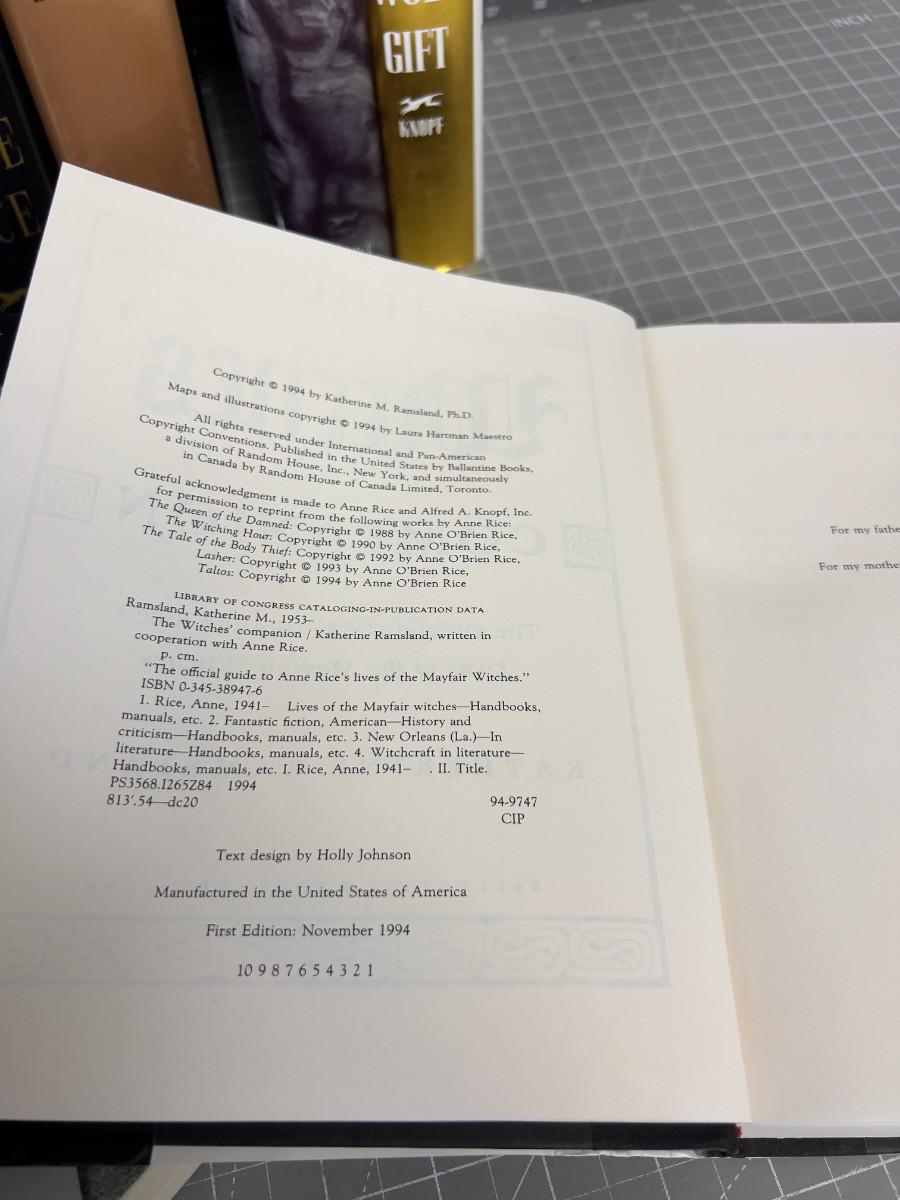 GIFT
KNOPF
INCH
E
CE
Copyright © 1994 by Katherine M. Ramsland, Ph.D.
Maps and illustrations copyright © 1994 by Laura Hartman Maestro
All rights reserved under International and Pan-American
Copyright Conventions. Published in the United States by Ballantine Books,
a division of Random House, Inc., New York, and simultaneously
in Canada by Random House of Canada Limited, Toronto.
Grateful acknowledgment is made to Anne Rice and Alfred A. Knopf, Inc.
for permission to reprint from the following works by Anne Rice:
The Queen of the Damned: Copyright © 1988 by Anne O'Brien Rice,
The Witching Hour: Copyright © 1990 by Anne O'Brien Rice,
The Tale of the Body Thief: Copyright © 1992 by Anne O'Brien Rice,
Lasher: Copyright © 1993 by Anne O'Brien Rice,
Taltos: Copyright © 1994 by Anne O'Brien Rice
LIBRARY OF CONGRESS CATALOGING-IN-PUBLICATION DATA
Ramsland, Katherine M., 1953–
The Witches' companion / Katherine Ramsland, written in
cooperation with Anne Rice.
p. cm.
"The official guide to Anne Rice's lives of the Mayfair Witches."
ISBN 0-345-38947-6
1. Rice, Anne, 1941– Lives of the Mayfair witches—Handbooks,
manuals, etc. 2. Fantastic fiction, American—History and
criticism—Handbooks, manuals, etc. 3. New Orleans (La.)—In
literature—Handbooks, manuals, etc. 4. Witchcraft in literature—
Handbooks, manuals, etc. I. Rice, Anne, 1941– . II. Title.
PS3568.I265Z84 1994
813'.54—dc20 94-9747
CIP
Text design by Holly Johnson
Manufactured in the United States of America
First Edition: November 1994
10 9 8 7 6 5 4 3 2 1
For my fathe
For my mothe